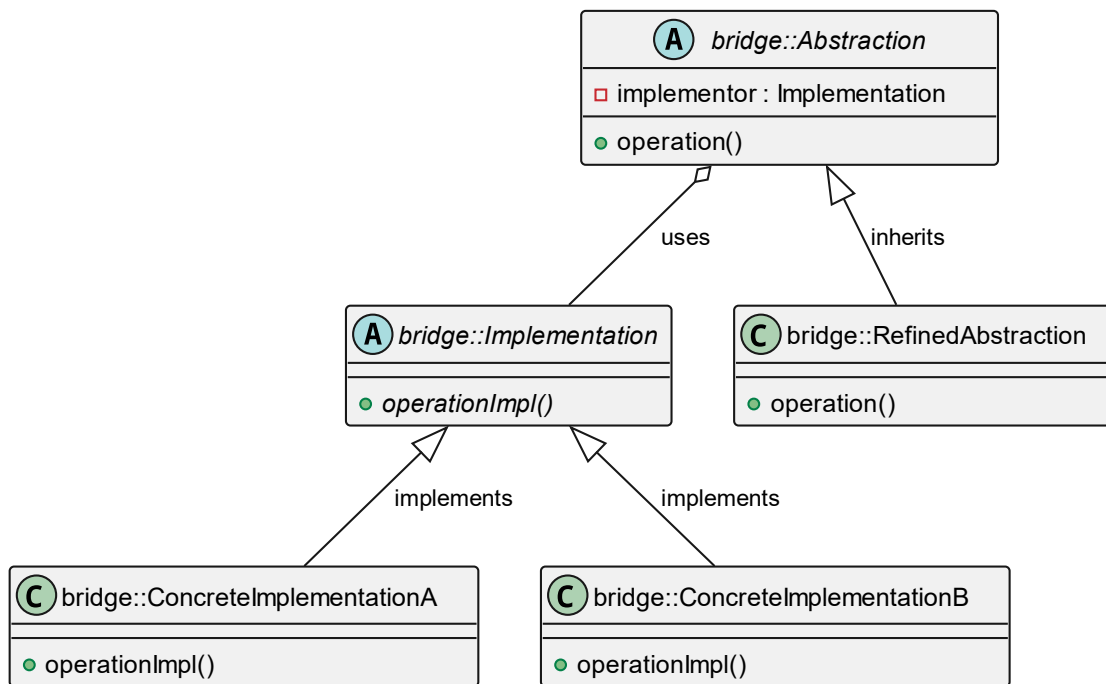 A bridge::Abstraction
implementor : Implementation
operation()
uses
inherits
A bridge::Implementation
operationImpl()
C bridge::RefinedAbstraction
operation()
implements
implements
C bridge::ConcreteImplementationA
operationImpl()
C bridge::ConcreteImplementationB
operationImpl()